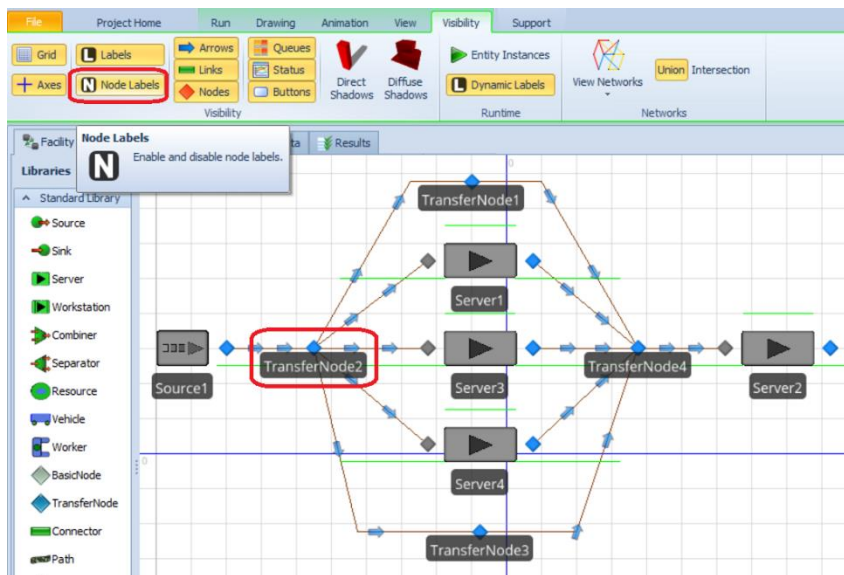 File Project Home Run Drawing Animation View Visibility Support
Grid Labels Arrows Queues
Links Status
Axes Node Labels Nodes Buttons
Direct
Shadows
Diffuse
Shadows
Entity Instances
Dynamic Labels
View Networks
Union Intersection
Visibility Runtime Networks
Facility ta Results
Node Labels
Enable and disable node labels.
Libraries
Standard Library
Source
Sink
Server
Workstation
Combiner
Separator
Resource
Vehicle
Worker
BasicNode
TransferNode
Connector
Path
0
TransferNode1
Server1
TransferNode2
TransferNode4
Source1
Server3
Server2
0
Server4
TransferNode3